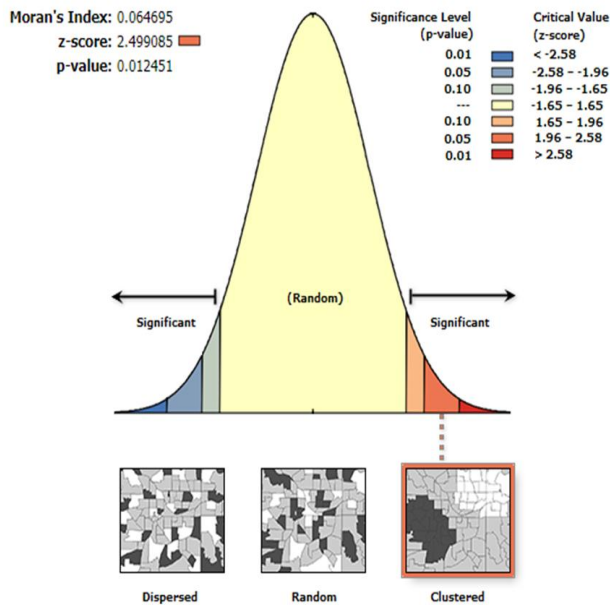 Moran's Index: 0.064695
z-score: 2.499085
p-value: 0.012451
Significance Level
(p-value)
Critical Value
(z-score)
0.01 < -2.58
0.05 -2.58 – -1.96
0.10 -1.96 – -1.65
--- -1.65 – 1.65
0.10 1.65 – 1.96
0.05 1.96 – 2.58
0.01 > 2.58
(Random)
Significant
Significant
Dispersed
Random
Clustered